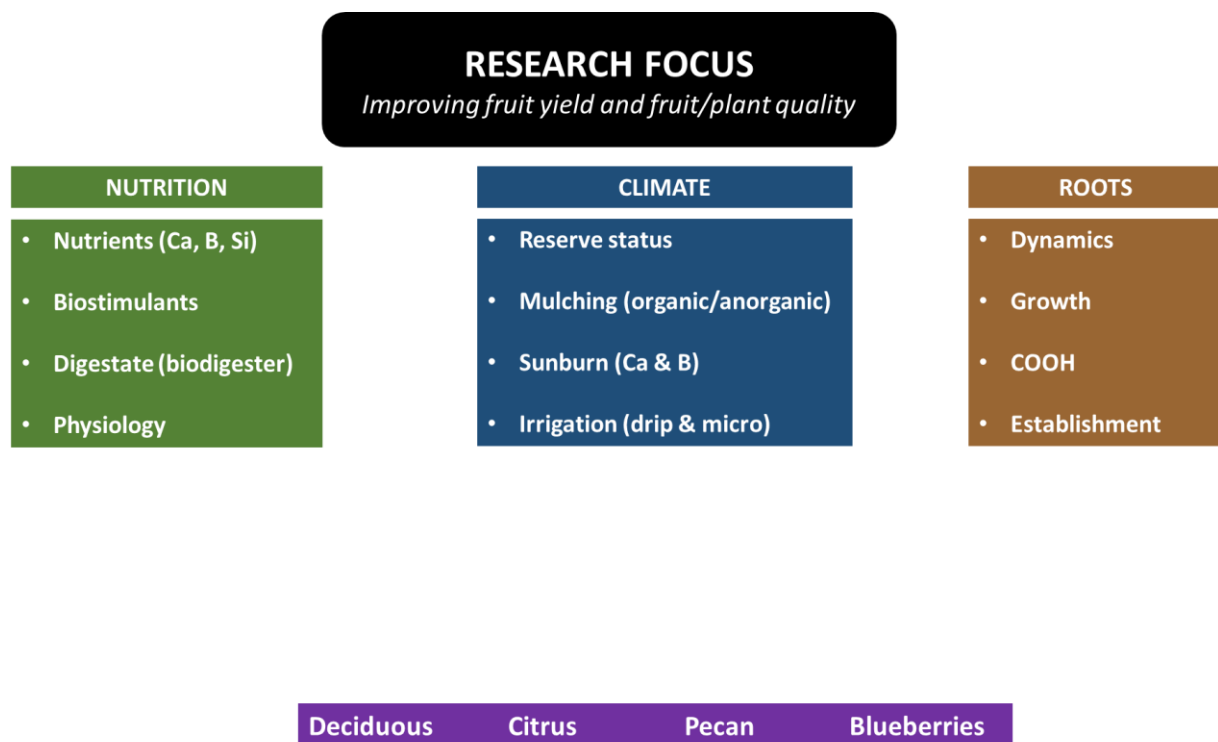 RESEARCH FOCUS
Improving fruit yield and fruit/plant quality
NUTRITION
• Nutrients (Ca, B, Si)
• Biostimulants
• Digestate (biodigester)
• Physiology
CLIMATE
• Reserve status
• Mulching (organic/anorganic)
• Sunburn (Ca & B)
• Irrigation (drip & micro)
ROOTS
• Dynamics
• Growth
• COOH
• Establishment
Deciduous Citrus Pecan Blueberries